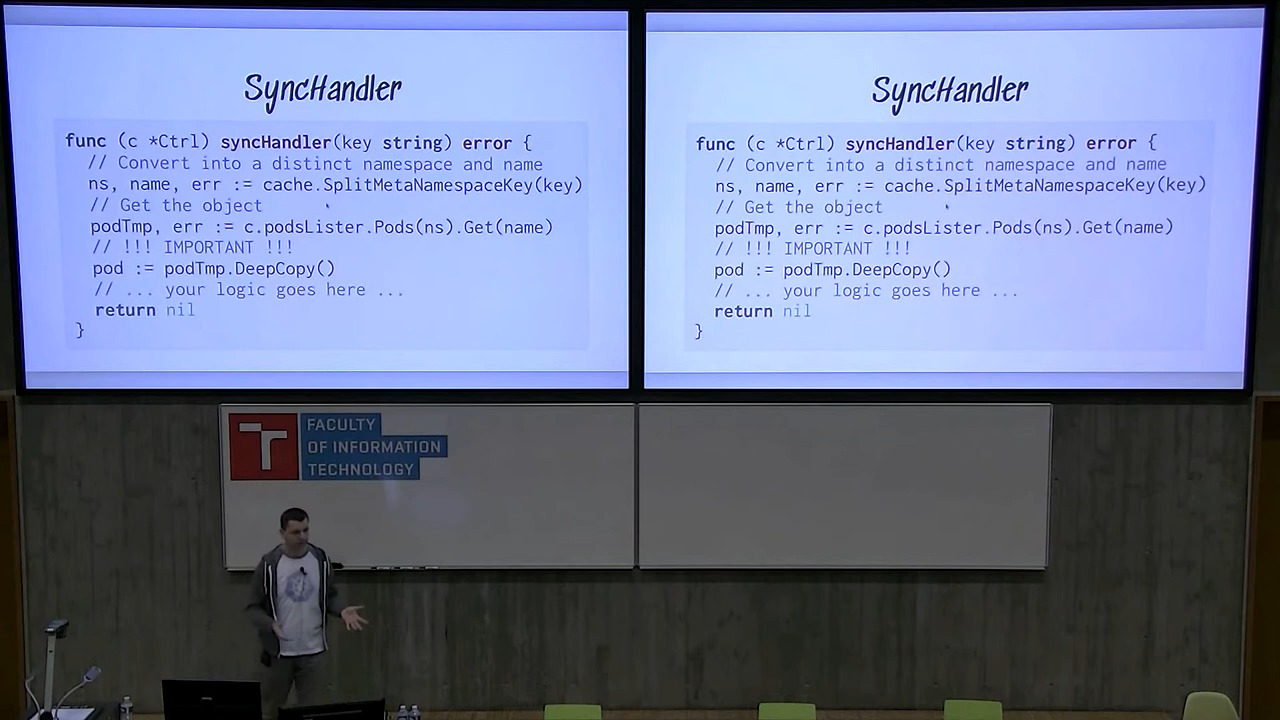 SyncHandler
func (c *Ctrl) syncHandler(key string) error {
// Convert into a distinct namespace and name
ns, name, err := cache.SplitMetaNamespaceKey(key)
// Get the object
podTmp, err := c.podsLister.Pods(ns).Get(name)
// !!! IMPORTANT !!!
pod := podTmp.DeepCopy()
// ... your logic goes here ...
return nil
}
SyncHandler
func (c *Ctrl) syncHandler(key string) error {
// Convert into a distinct namespace and name
ns, name, err := cache.SplitMetaNamespaceKey(key)
// Get the object
podTmp, err := c.podsLister.Pods(ns).Get(name)
// !!! IMPORTANT !!!
pod := podTmp.DeepCopy()
// ... your logic goes here ...
return nil
}
T
FACULTY
OF INFORMATION
TECHNOLOGY